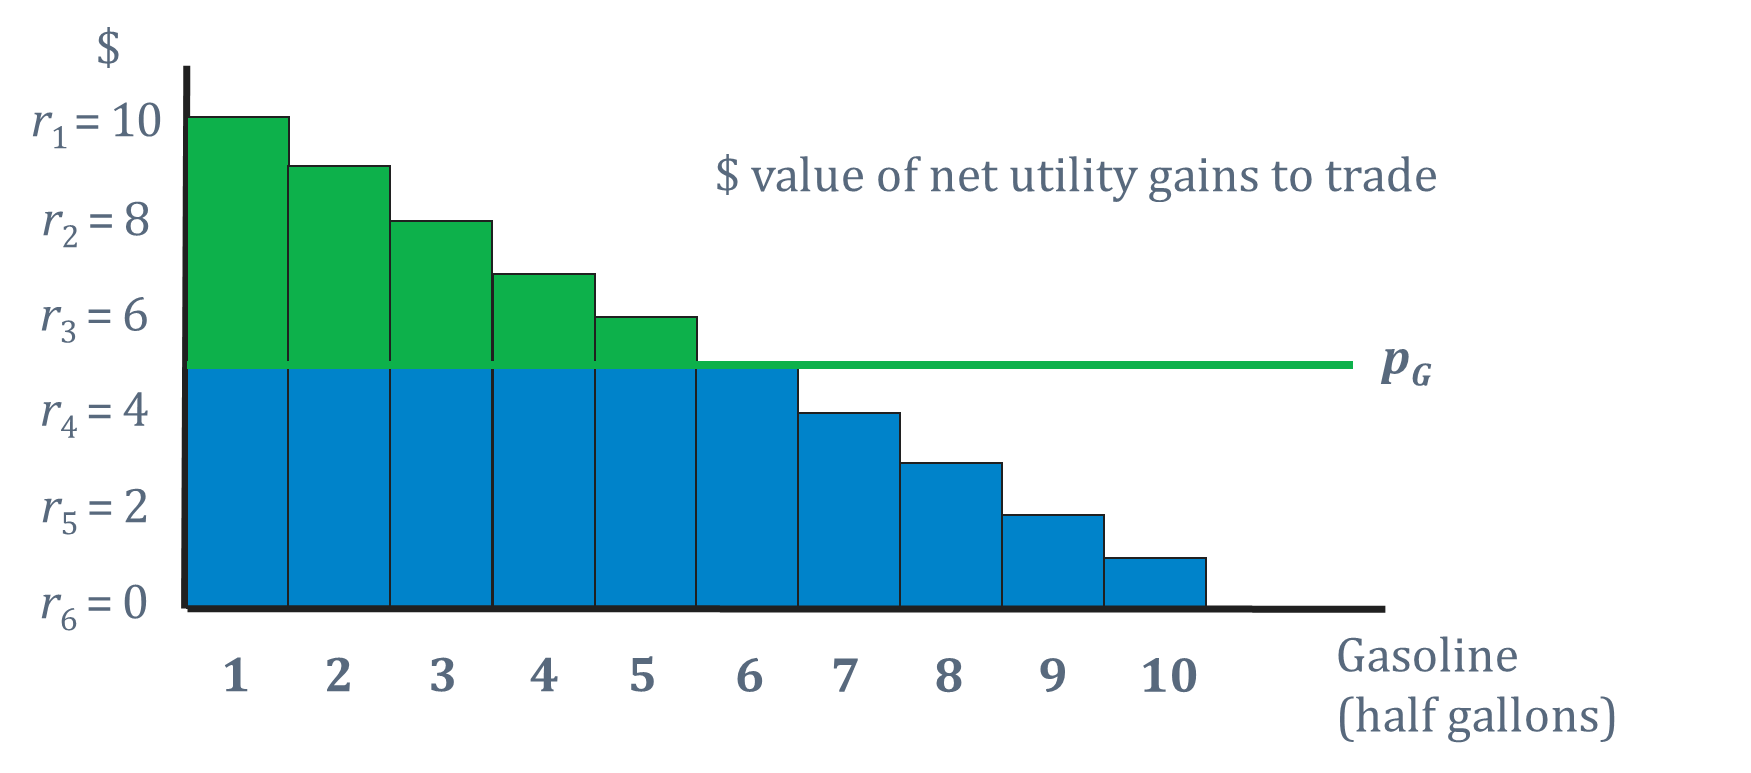 $
r₁ = 10
$ value of net utility gains to trade
r₂ = 8
r₃ = 6
p_G
r₄ = 4
r₅ = 2
r₆ = 0
1 2 3 4 5 6 7 8 9 10
Gasoline
(half gallons)